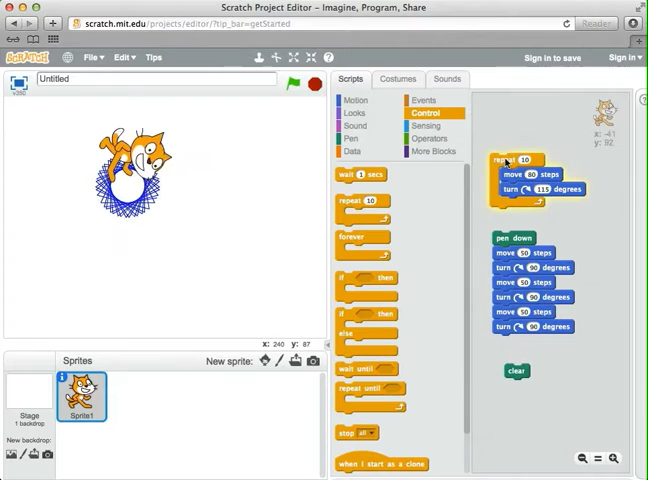 Scratch Project Editor - Imagine, Program, Share
scratch.mit.edu/projects/editor/?tip_bar=getStarted
Reader
SCRATCH
File
Edit
Tips
Sign in to save
Sign in
v350
Untitled
Scripts
Costumes
Sounds
Motion
Looks
Sound
Pen
Data
Events
Control
Sensing
Operators
More Blocks
wait 1 secs
repeat 10
forever
if then
if then
else
wait until
repeat until
stop all
when I start as a clone
x: -41
y: 92
repeat 10
move 80 steps
turn 115 degrees
pen down
move 50 steps
turn 90 degrees
move 50 steps
turn 90 degrees
move 50 steps
turn 90 degrees
clear
x: 240 y: 87
Sprites
New sprite:
Stage
1 backdrop
New backdrop:
Sprite1